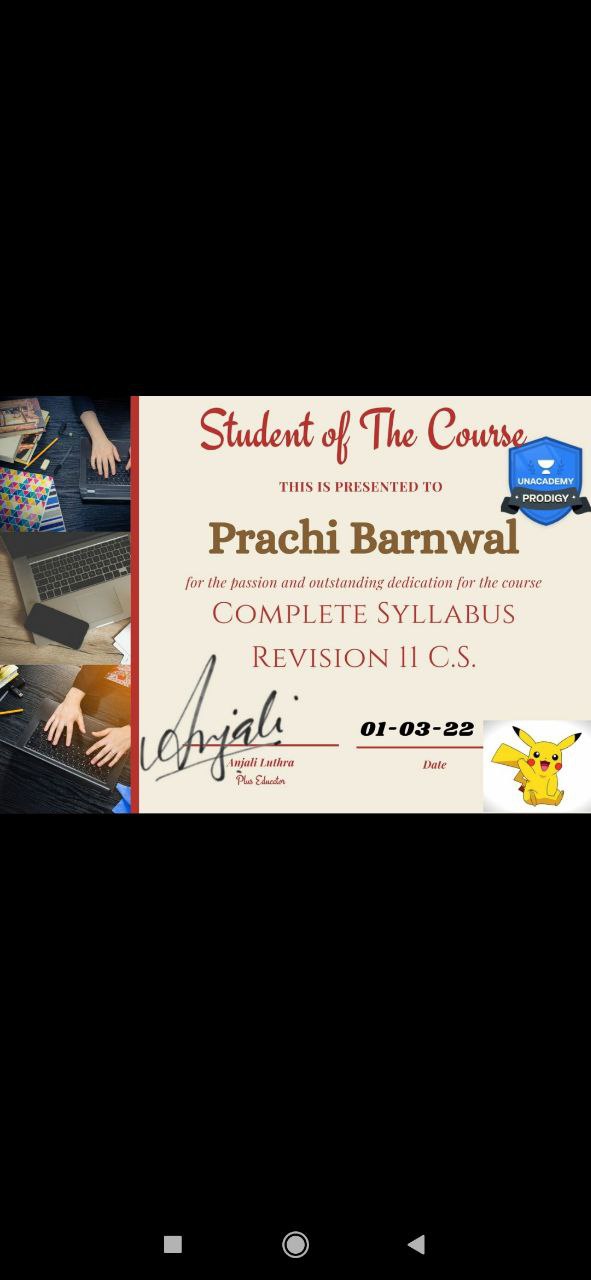 Student of The Course
UNACADEMY
PRODIGY
THIS IS PRESENTED TO
Prachi Barnwal
for the passion and outstanding dedication for the course
COMPLETE SYLLABUS
REVISION 11 C.S.
Anjali
01-03-22
Anjali Luthra
Date
Plus Educator